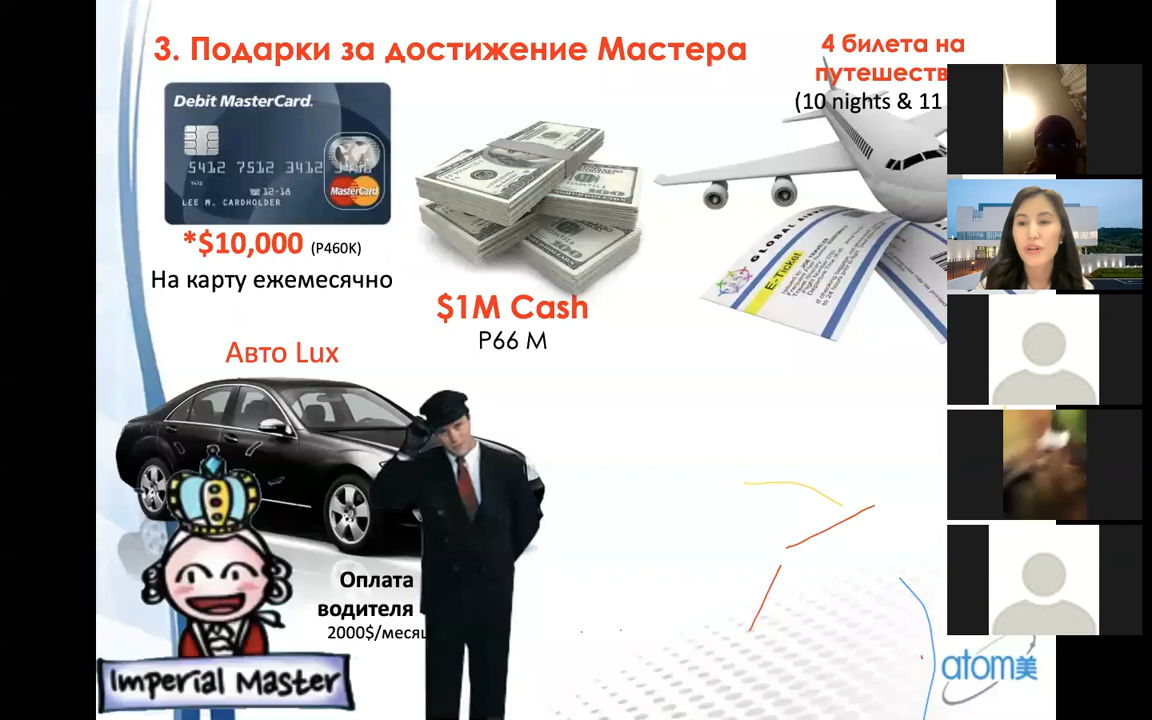 3. Подарки за достижение Мастера
4 билета на
путешеств
(10 nights & 11
Debit MasterCard.
5412 7512 3412
12-18
LEE M. CARDHOLDER
MasterCard
*$10,000 (P460K)
На карту ежемесячно
$1M Cash
P66 M
GLOBAL
E-Ticket
Авто Lux
Оплата
водителя
2000$/месяц
Imperial Master
atom美